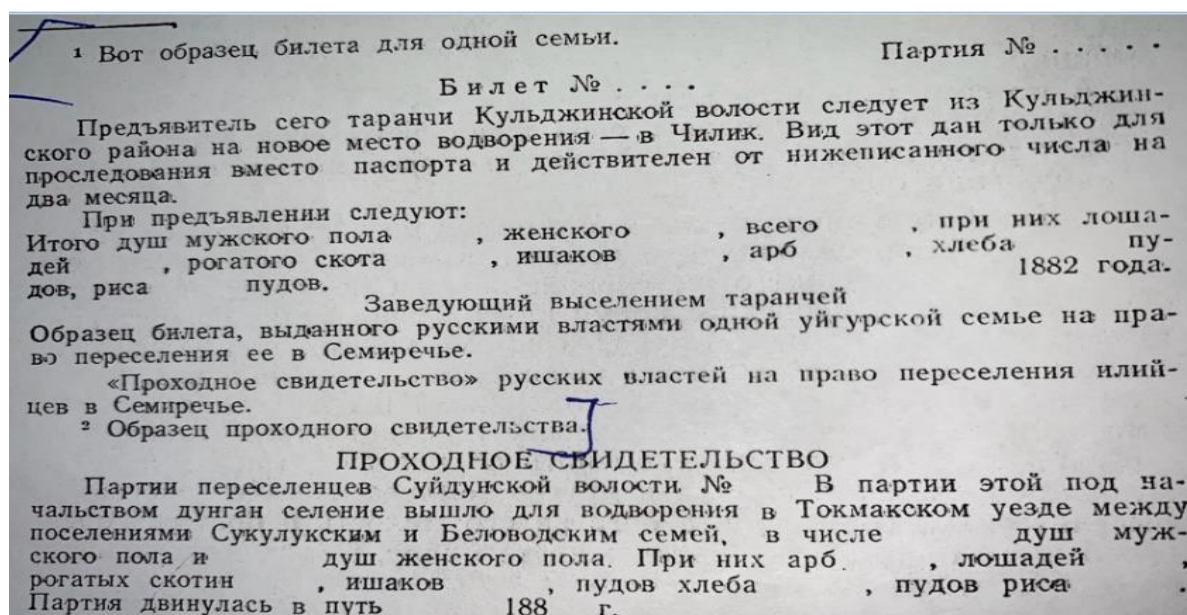 ¹ Вот образец билета для одной семьи.
Партия № . . . . .
Билет № . . . .
Предъявитель сего таранчи Кульджинской волости следует из Кульджин-
ского района на новое место водворения — в Чилик. Вид этот дан только для
проследования вместо паспорта и действителен от нижеписанного числа на
два месяца.
При предъявлении следуют:
Итого душ мужского пола , женского , всего , при них лоша-
дей , рогатого скота , ишаков , арб , хлеба пу-
дов, риса пудов. 1882 года.
Заведующий выселением таранчей
Образец билета, выданного русскими властями одной уйгурской семье на пра-
во переселения ее в Семиречье.
«Проходное свидетельство» русских властей на право переселения илий-
цев в Семиречье.
² Образец проходного свидетельства.
ПРОХОДНОЕ СВИДЕТЕЛЬСТВО
Партии переселенцев Суйдунской волости № В партии этой под на-
чальством дунган селение вышло для водворения в Токмакском уезде между
поселениями Сукулукским и Беловодским семей, в числе душ муж-
ского пола и душ женского пола. При них арб , лошадей ,
рогатых скотин , ишаков , пудов хлеба , пудов риса .
Партия двинулась в путь 188 г.